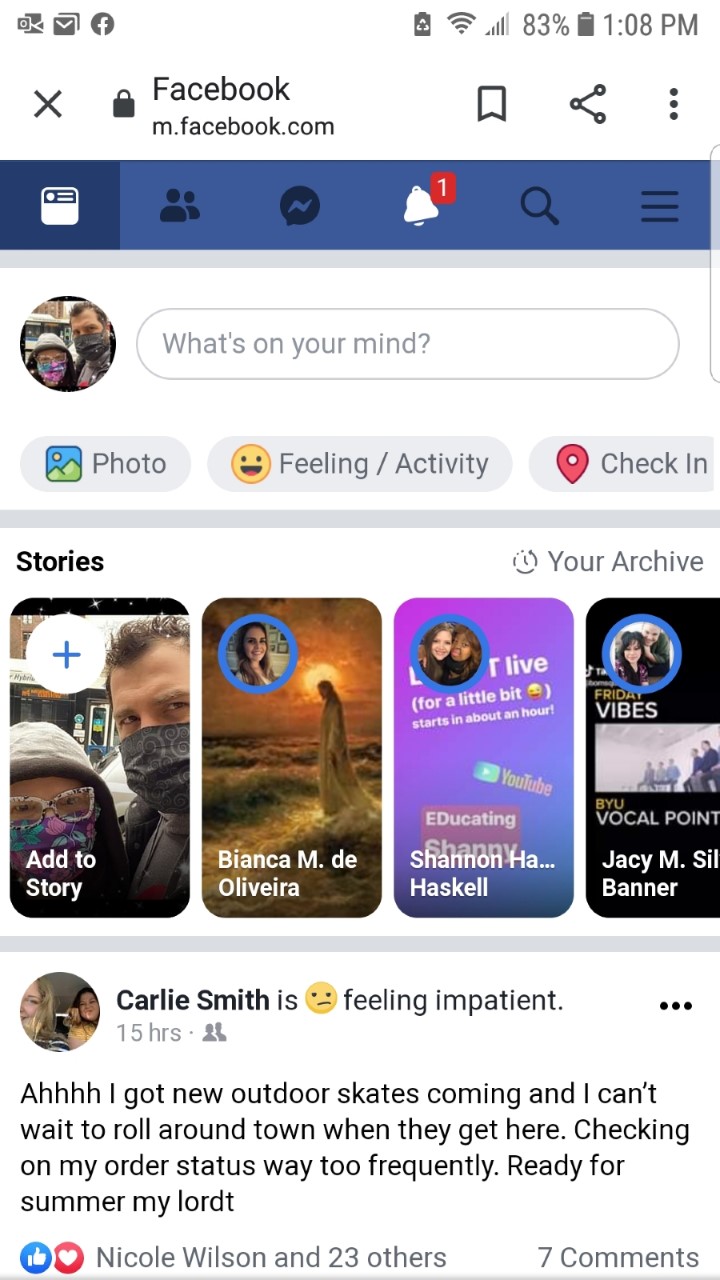 83% 1:08 PM
Facebook
m.facebook.com
1
What's on your mind?
Photo
Feeling / Activity
Check In
Stories
Your Archive
Hybrid
T live
(for a little bit 😜)
starts in about an hour!
YouTube
EDucating
Shanny
FRIDAY
VIBES
BYU
VOCAL POINT
Add to
Story
Bianca M. de
Oliveira
Shannon Ha...
Haskell
Jacy M. Sil
Banner
Carlie Smith is 😒 feeling impatient.
15 hrs ·
Ahhhh I got new outdoor skates coming and I can't
wait to roll around town when they get here. Checking
on my order status way too frequently. Ready for
summer my lordt
Nicole Wilson and 23 others
7 Comments